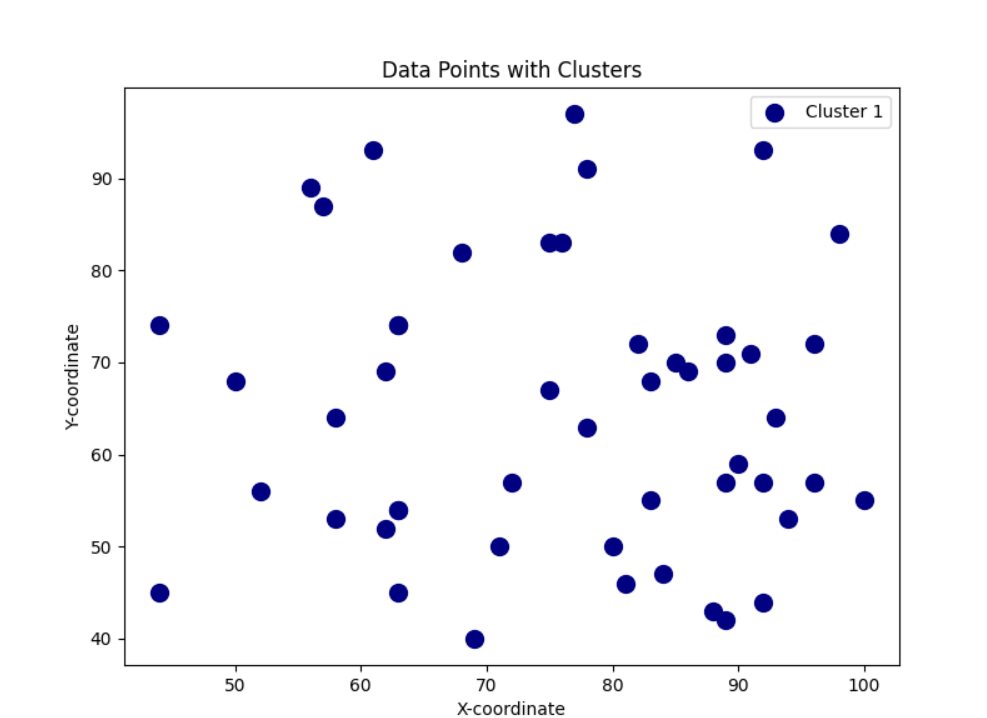 Data Points with Clusters
Cluster 1
90
80
70
60
50
40
Y-coordinate
50 60 70 80 90 100
X-coordinate